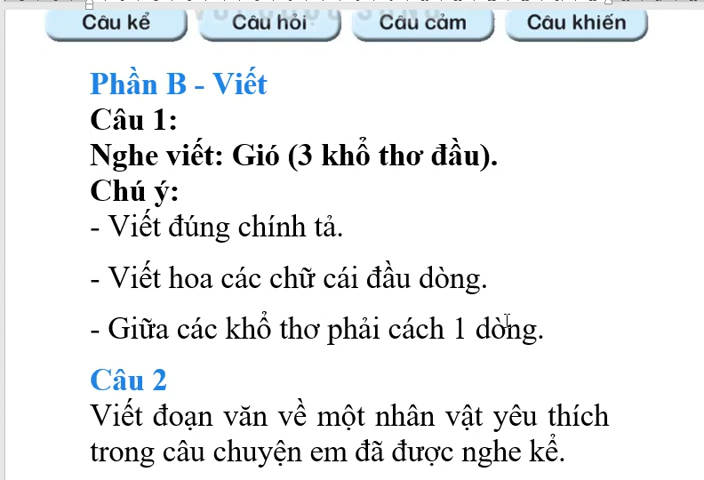 Câu kể Câu hỏi Câu cảm Câu khiến
Phần B - Viết
Câu 1:
Nghe viết: Gió (3 khổ thơ đầu).
Chú ý:
- Viết đúng chính tả.
- Viết hoa các chữ cái đầu dòng.
- Giữa các khổ thơ phải cách 1 dòng.
Câu 2
Viết đoạn văn về một nhân vật yêu thích
trong câu chuyện em đã được nghe kể.